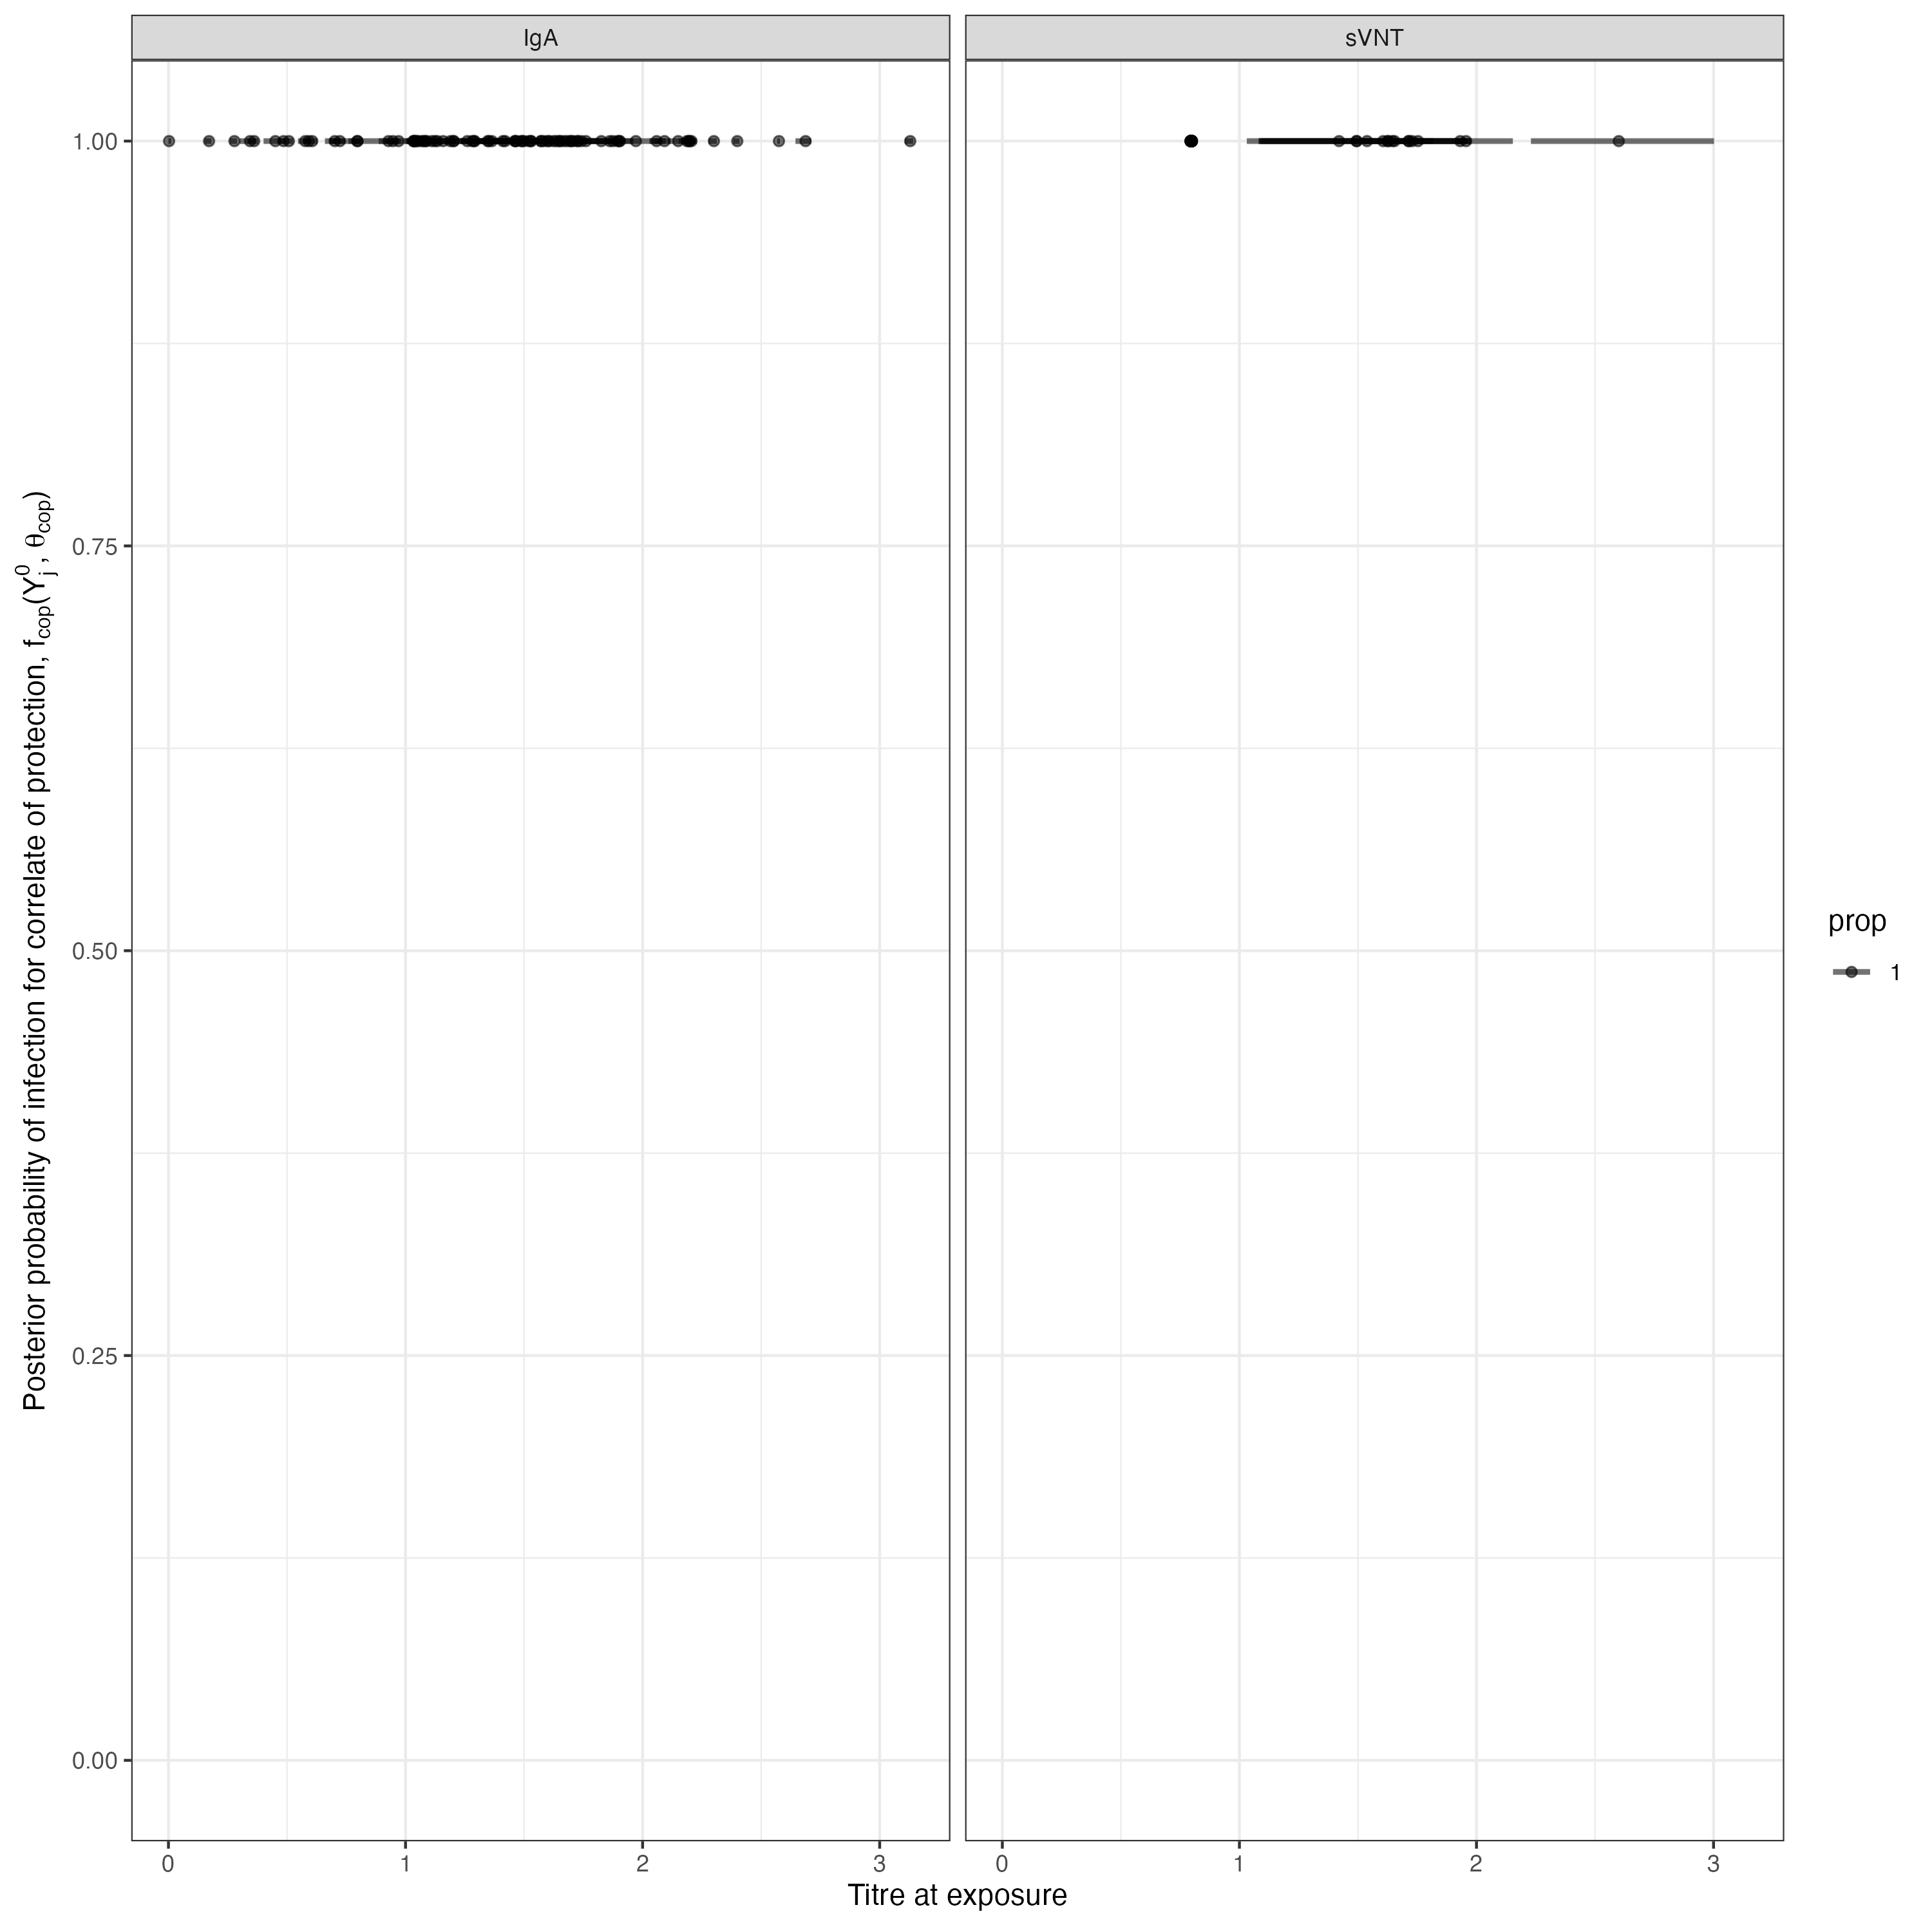 IgA
sVNT
Posterior probability of infection for correlate of protection, f_cop(Y_j^0, θ_cop)
1.00
0.75
0.50
0.25
0.00
0 1 2 3
0 1 2 3
Titre at exposure
prop
1